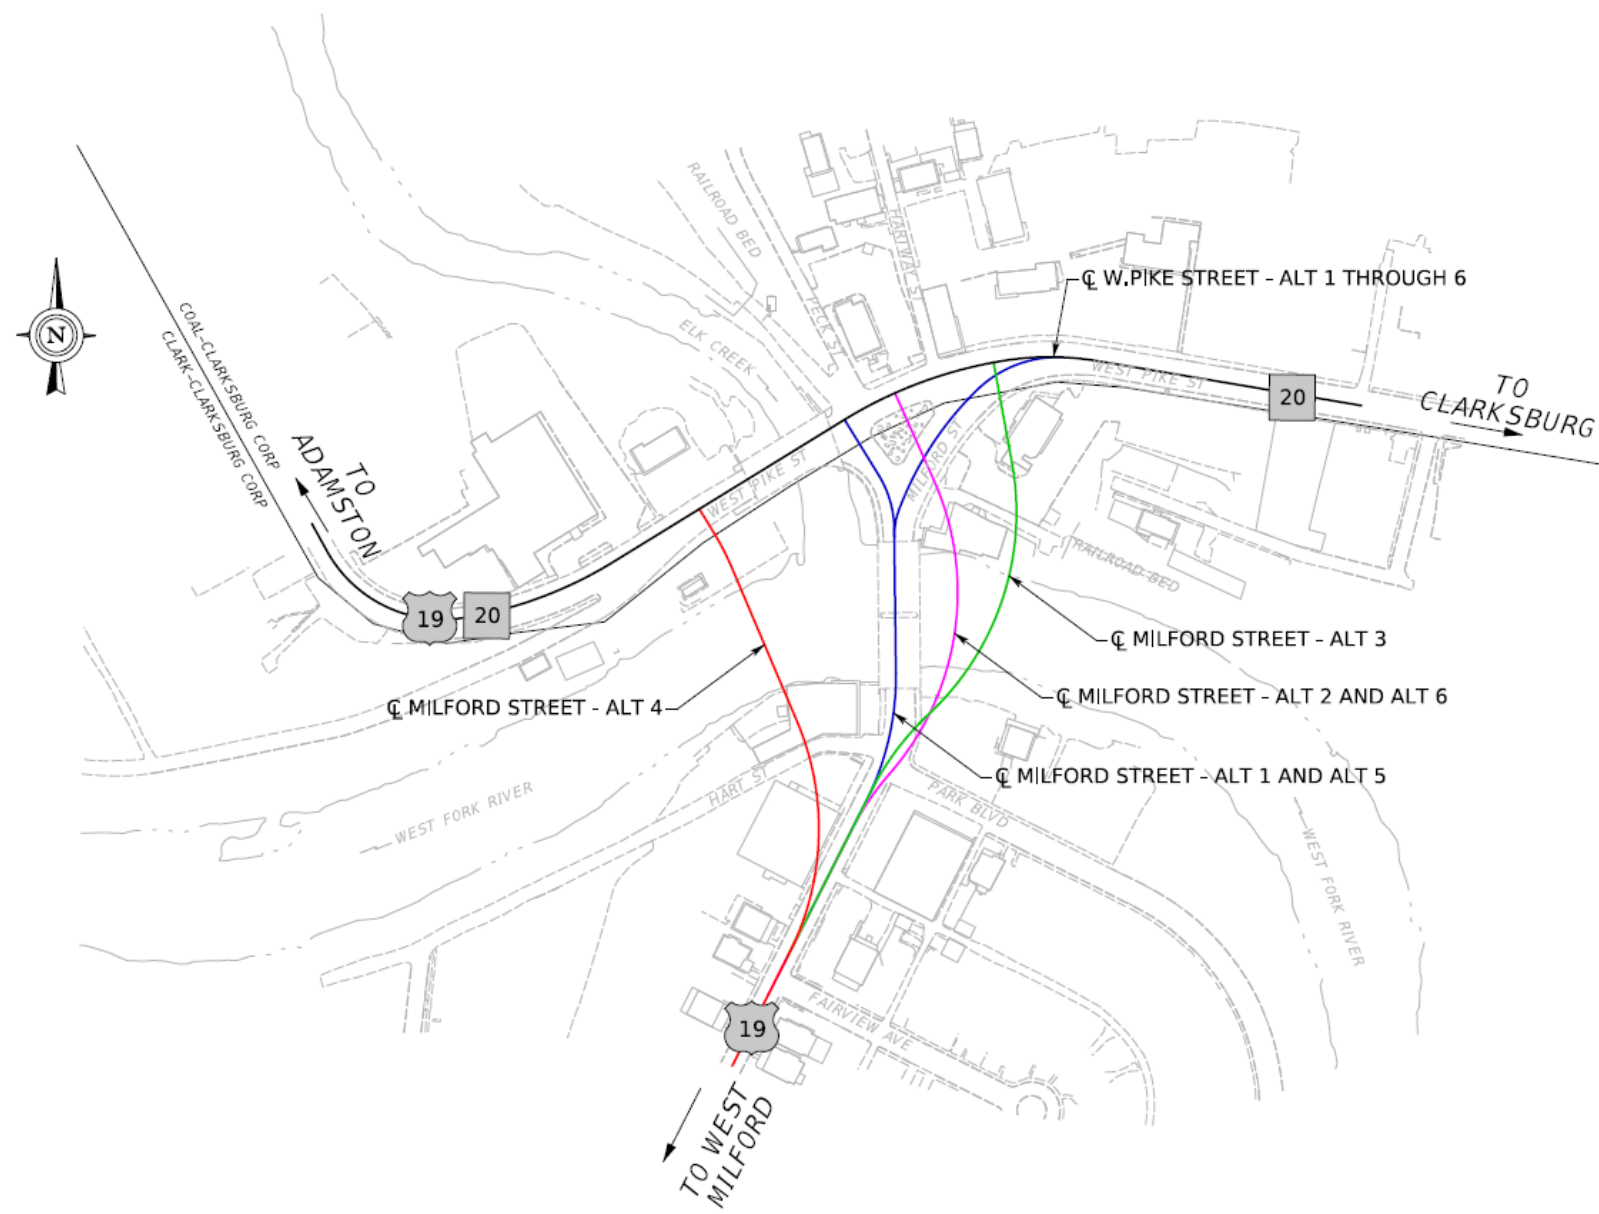 RAILROAD BED
HARTWAY S
℄ W.PIKE STREET - ALT 1 THROUGH 6
N
COAL-CLARKSBURG CORP
CLARK-CLARKSBURG CORP
PECK ST
ELK CREEK
WEST PIKE ST
20
TO
CLARKSBURG
TO
ADAMSTON
WEST PIKE ST
MILFORD ST
RAILROAD BED
19
20
℄ MILFORD STREET - ALT 3
℄ MILFORD STREET - ALT 4
℄ MILFORD STREET - ALT 2 AND ALT 6
℄ MILFORD STREET - ALT 1 AND ALT 5
HART ST
PARK BLVD
WEST FORK RIVER
WEST FORK RIVER
FAIRVIEW AVE
19
TO WEST
MILFORD